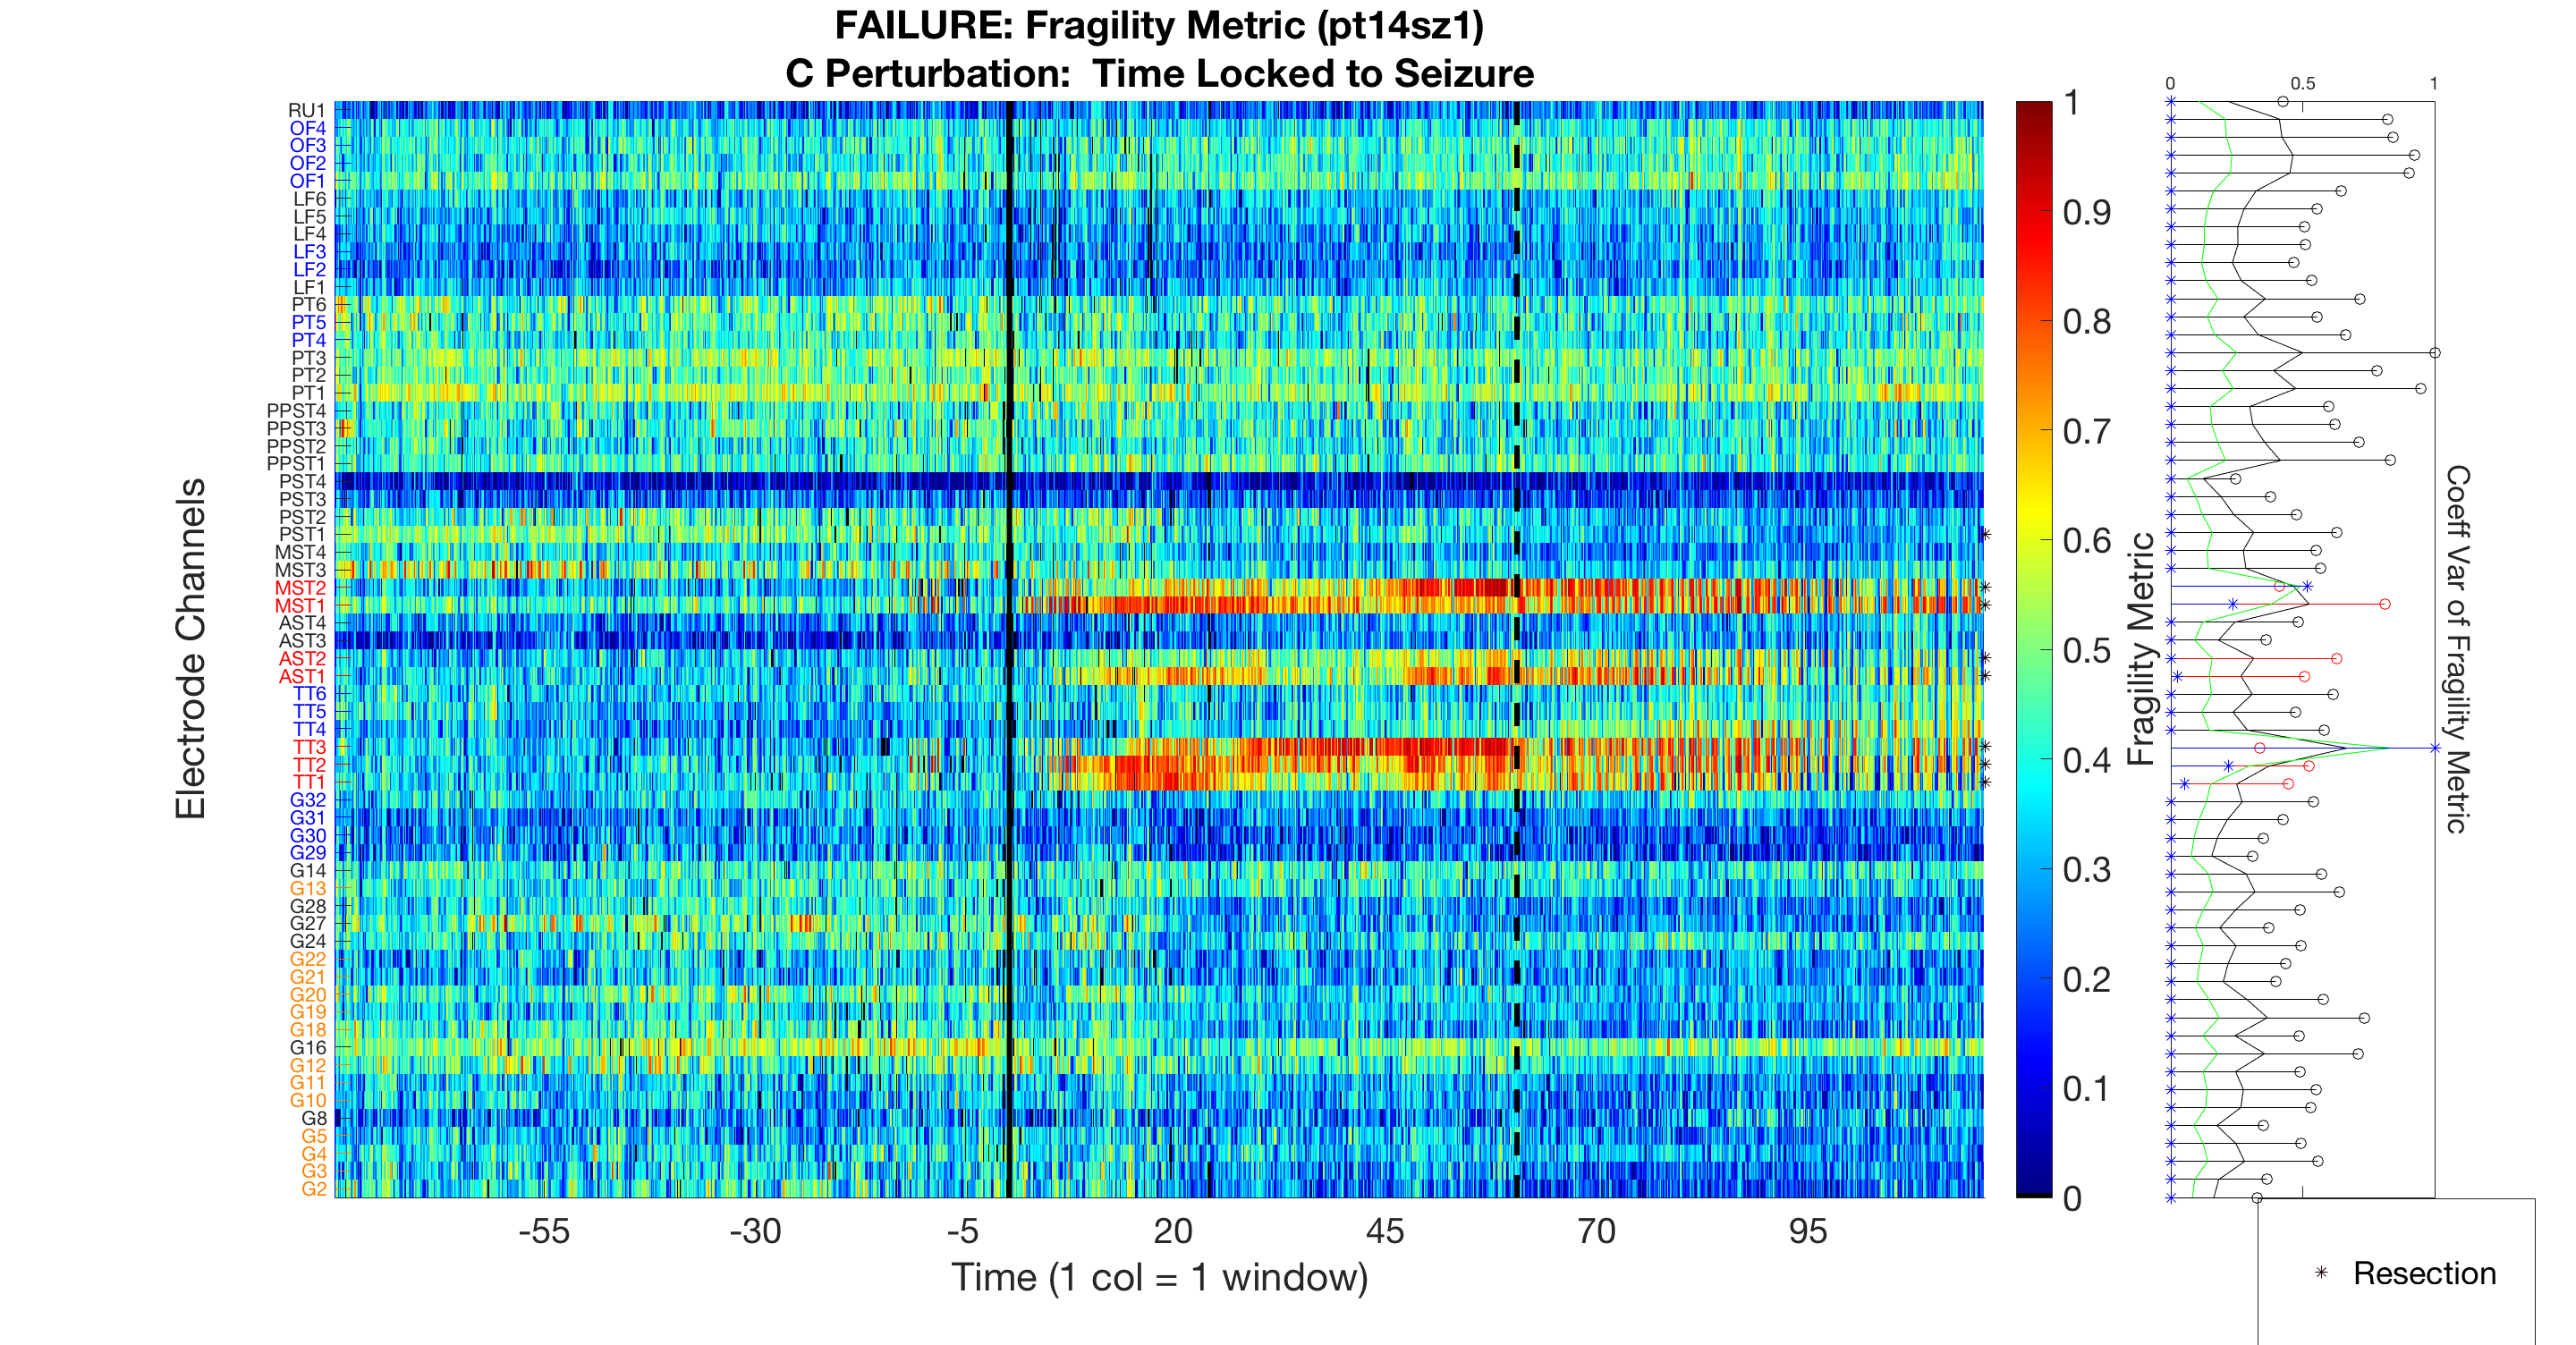 FAILURE: Fragility Metric (pt14sz1)
C Perturbation: Time Locked to Seizure
Electrode Channels
RU1
OF4
OF3
OF2
OF1
LF6
LF5
LF4
LF3
LF2
LF1
PT6
PT5
PT4
PT3
PT2
PT1
PPST4
PPST3
PPST2
PPST1
PST4
PST3
PST2
PST1
MST4
MST3
MST2
MST1
AST4
AST3
AST2
AST1
TT6
TT5
TT4
TT3
TT2
TT1
G32
G31
G30
G29
G14
G13
G28
G27
G24
G22
G21
G20
G19
G18
G16
G12
G11
G10
G8
G5
G4
G3
G2
-55 -30 -5 20 45 70 95
Time (1 col = 1 window)
1
0.9
0.8
0.7
0.6
0.5
0.4
0.3
0.2
0.1
0
Fragility Metric
0 0.5 1
Coeff Var of Fragility Metric
Resection